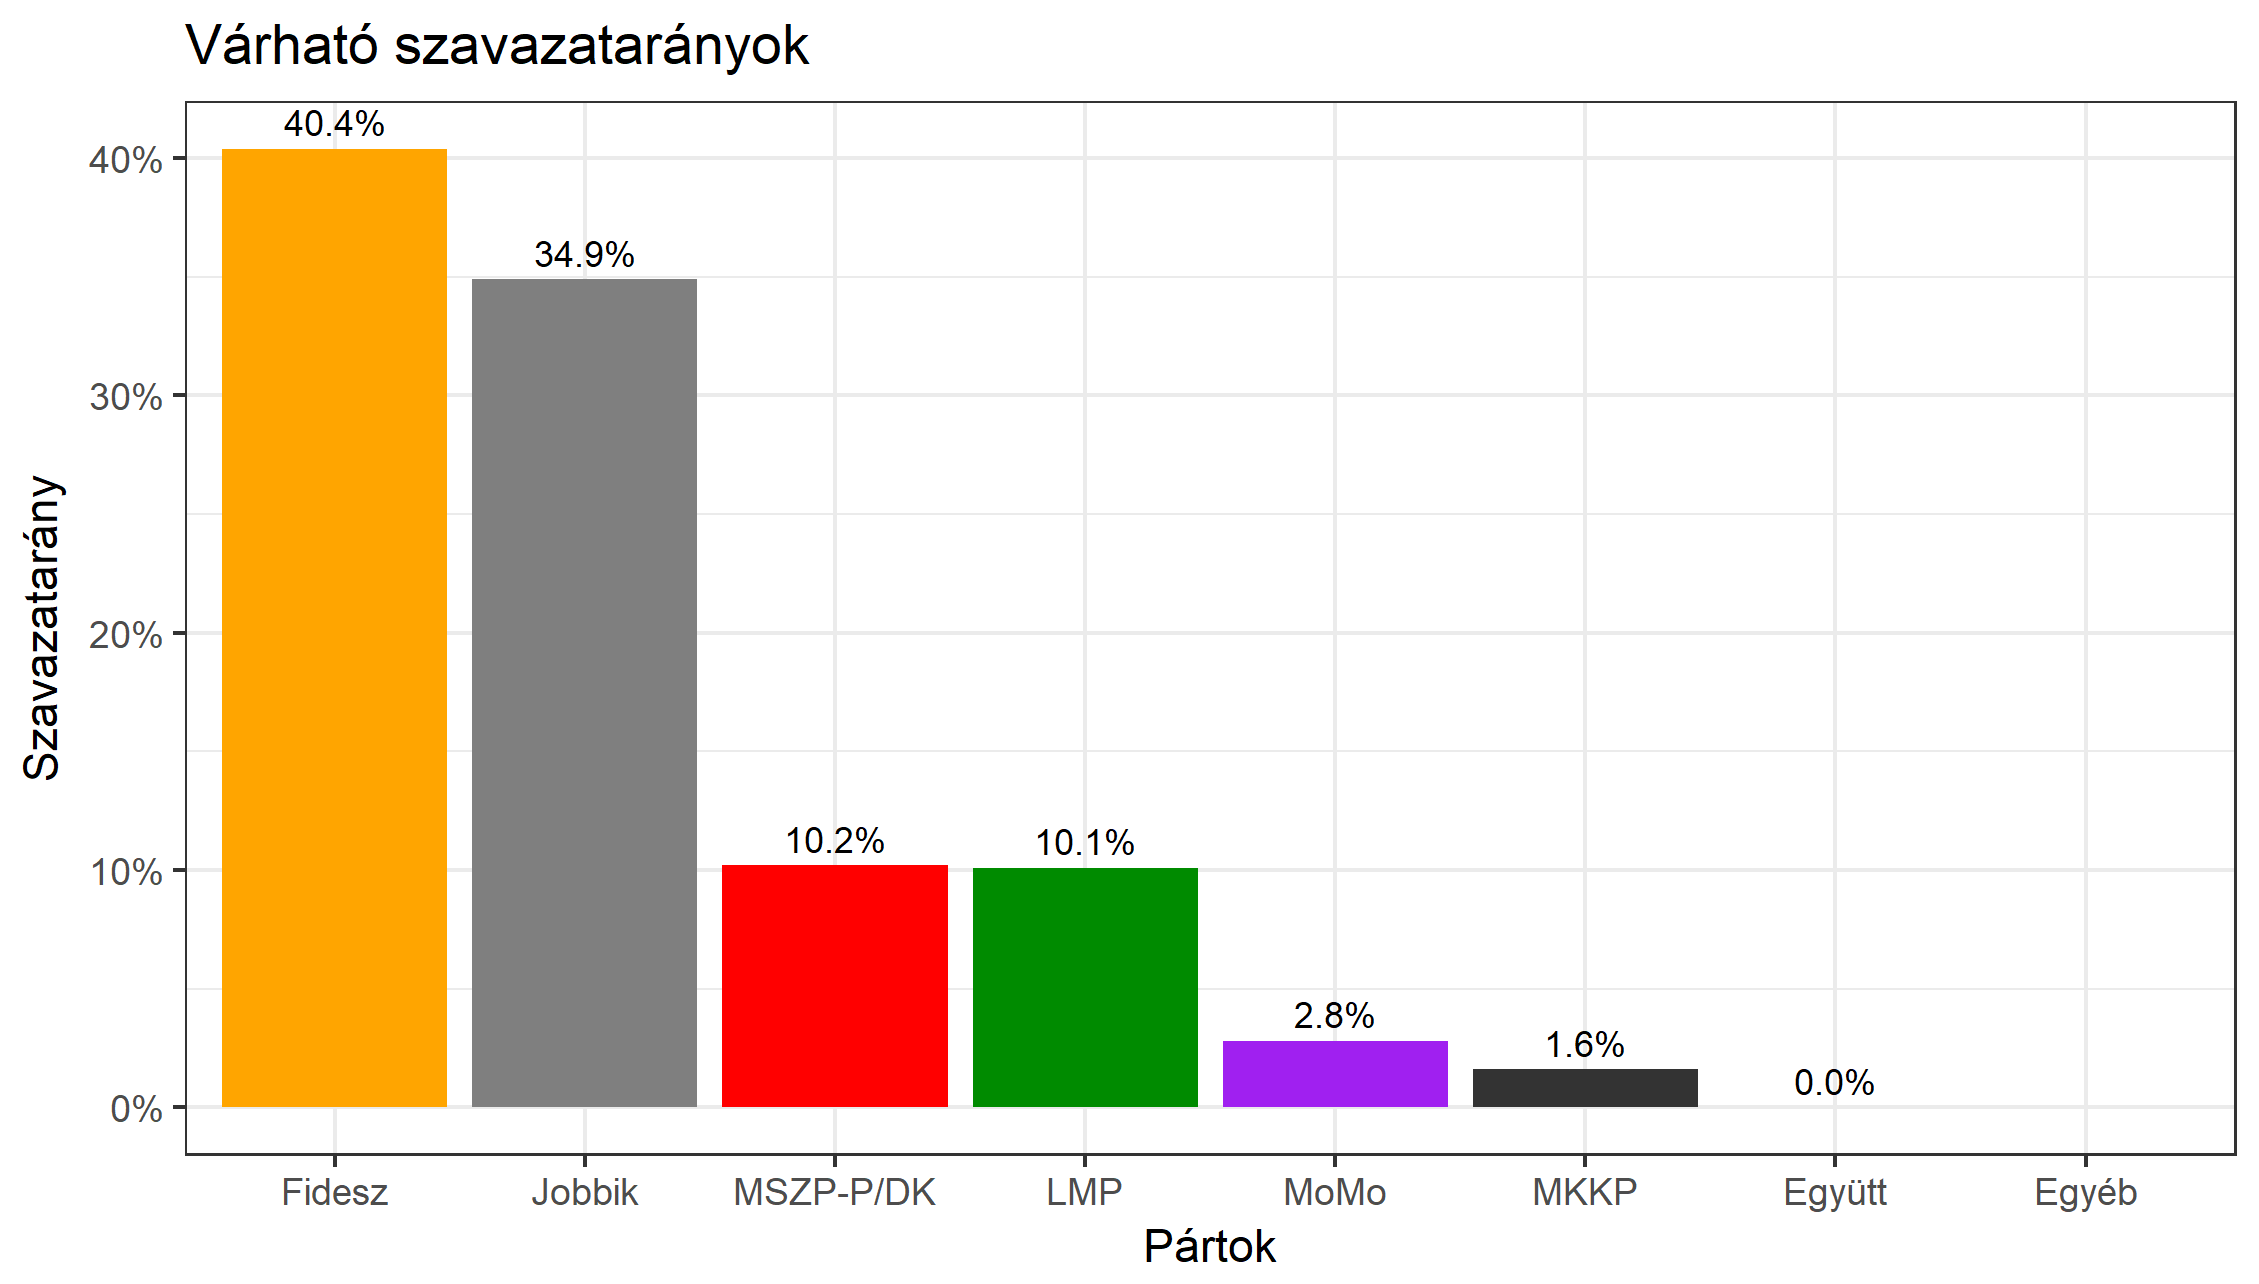 Várható szavazatarányok
Szavazatarány
40%
30%
20%
10%
0%
40.4%
34.9%
10.2%
10.1%
2.8%
1.6%
0.0%
Fidesz
Jobbik
MSZP-P/DK
LMP
MoMo
MKKP
Együtt
Egyéb
Pártok